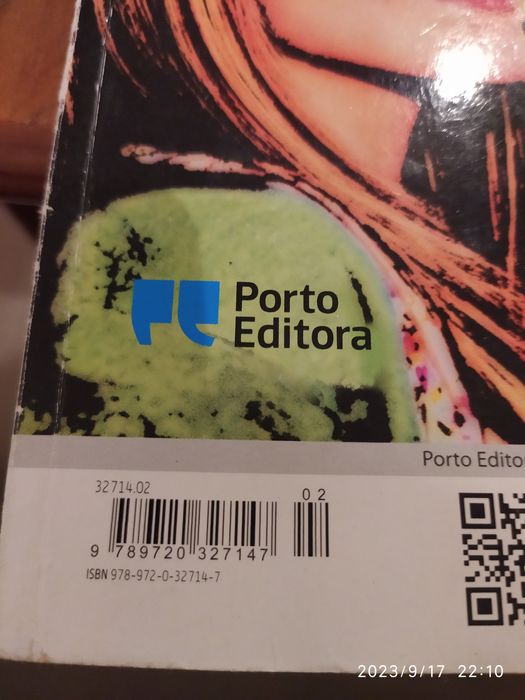 Porto
Editora
Porto Editor
32714.02
02
9 789720 327147
ISBN 978-972-0-32714-7
2023/9/17 22:10